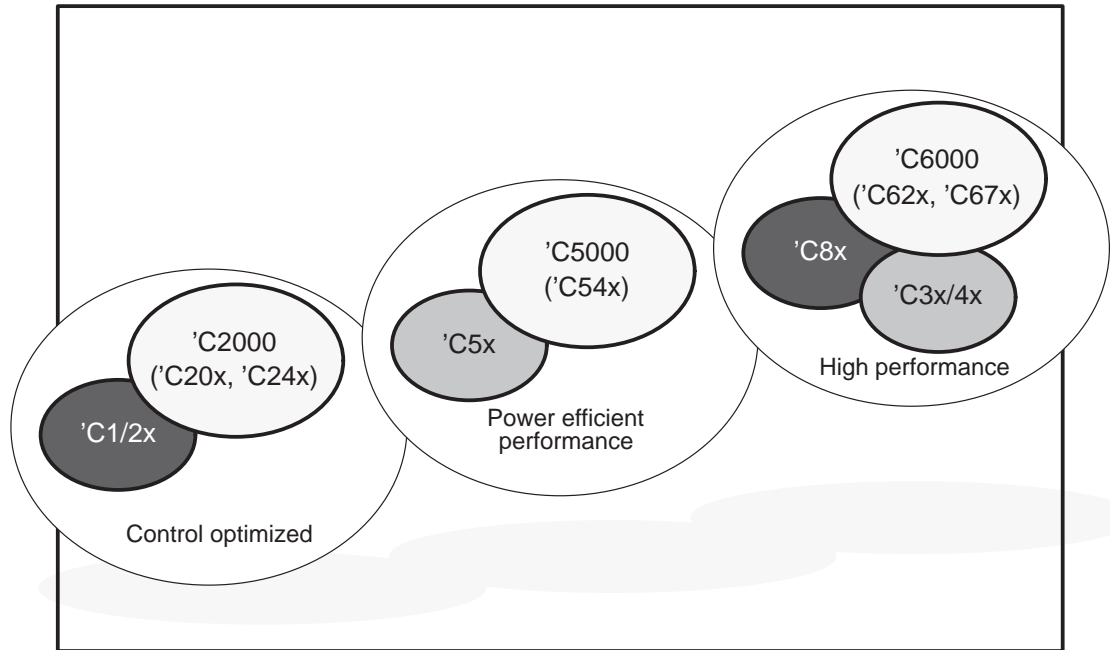 ’C2000
(’C20x, ’C24x)
’C1/2x
Control optimized
’C5000
(’C54x)
’C5x
Power efficient
performance
’C6000
(’C62x, ’C67x)
’C8x
’C3x/4x
High performance